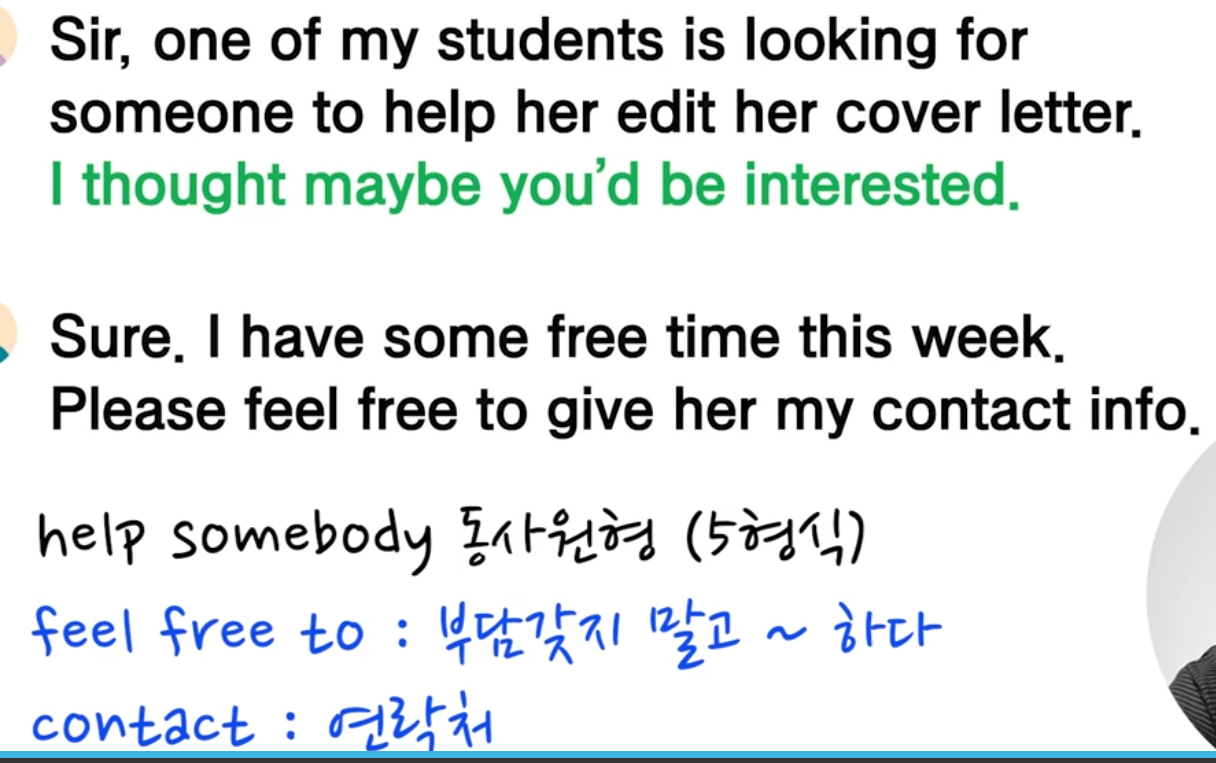 Sir, one of my students is looking for
someone to help her edit her cover letter.
I thought maybe you'd be interested.
Sure. I have some free time this week.
Please feel free to give her my contact info.
help somebody 동사원형 (5형식)
feel free to : 부담갖지 말고 ~ 하다
contact : 연락처